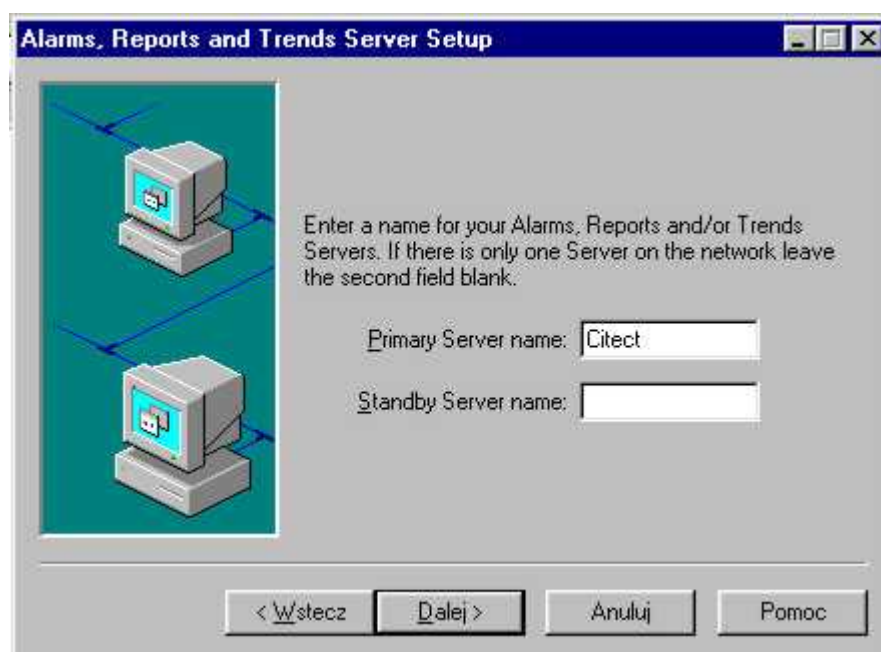 Alarms, Reports and Trends Server Setup
Enter a name for your Alarms, Reports and/or Trends
Servers. If there is only one Server on the network leave
the second field blank.
Primary Server name: Citect
Standby Server name:
< Wstecz Dalej > Anuluj Pomoc